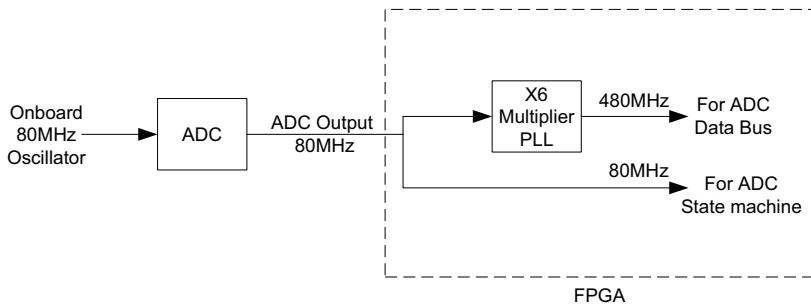 Onboard
80MHz
Oscillator
ADC
ADC Output
80MHz
X6
Multiplier
PLL
480MHz
For ADC
Data Bus
80MHz
For ADC
State machine
FPGA